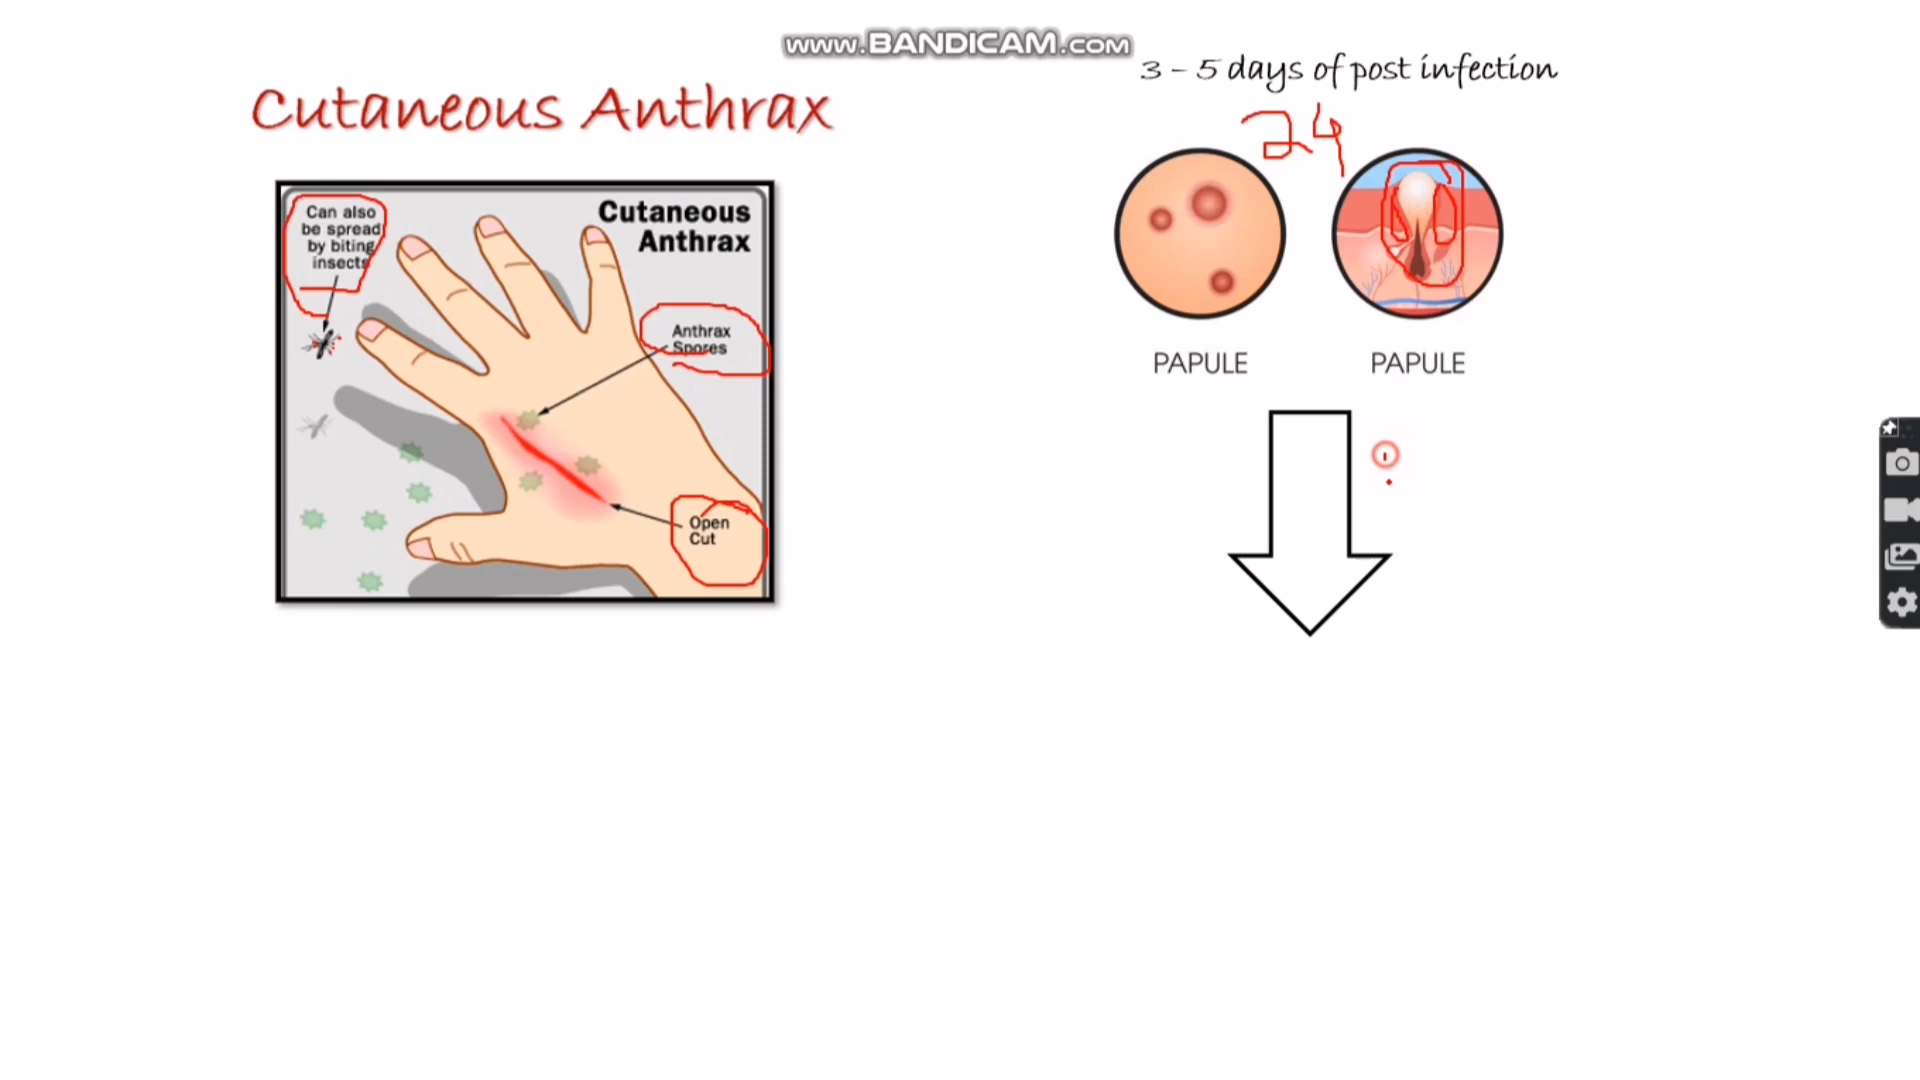 www.BANDICAM.com
3 - 5 days of post infection
Cutaneous Anthrax
24
Can also
be spread
by biting
insects
Cutaneous
Anthrax
Anthrax
Spores
Open
Cut
PAPULE
PAPULE